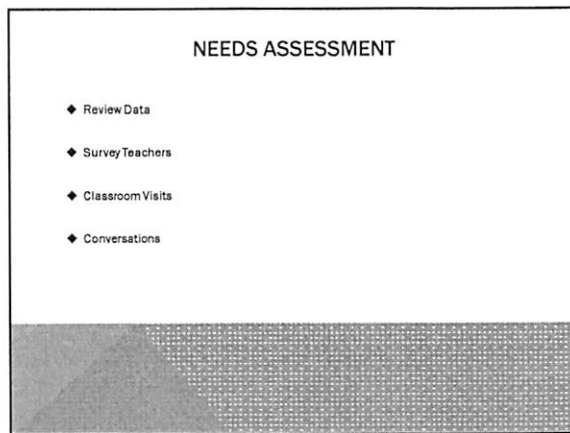 NEEDS ASSESSMENT
◆ Review Data
◆ Survey Teachers
◆ Classroom Visits
◆ Conversations